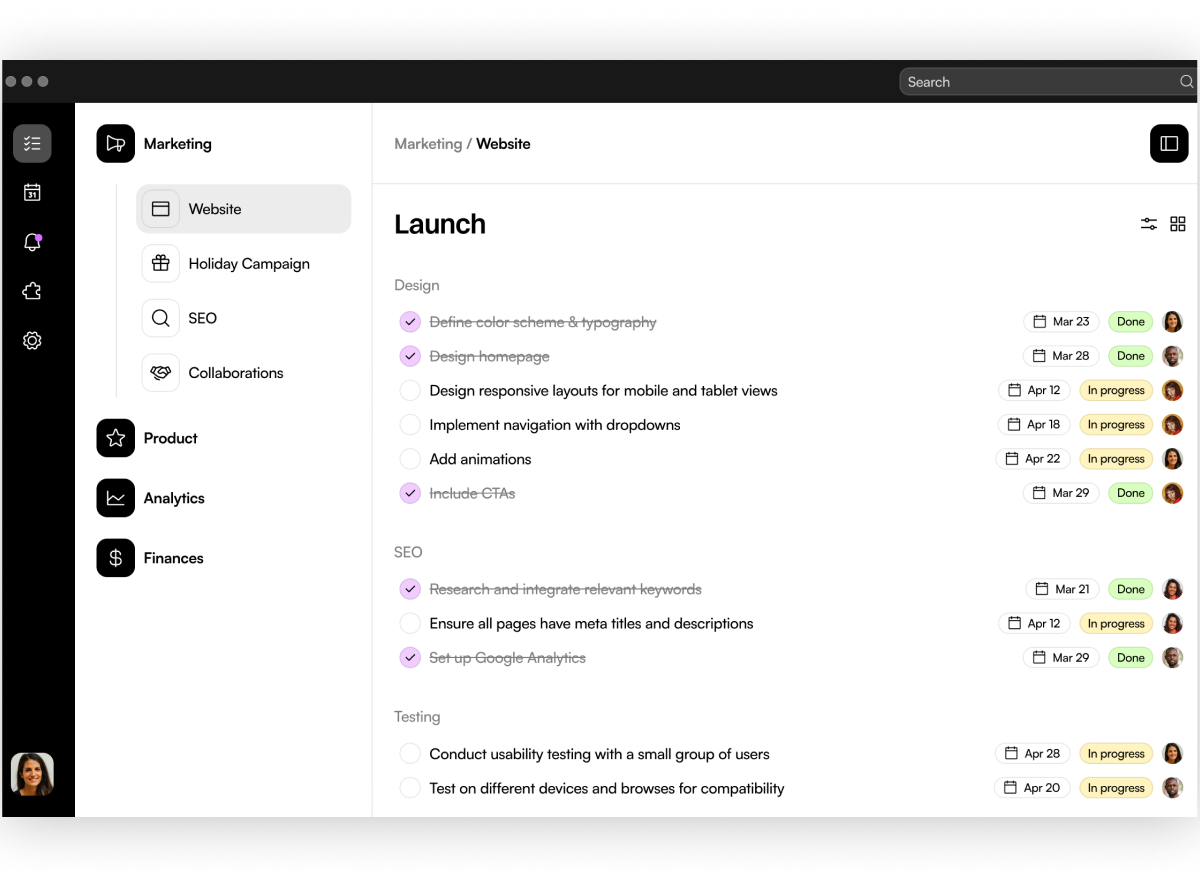 Search
31
Marketing
Website
Holiday Campaign
SEO
Collaborations
Product
Analytics
$ Finances
Marketing / Website
Launch
Design
Define color scheme & typography Mar 23 Done
Design homepage Mar 28 Done
Design responsive layouts for mobile and tablet views Apr 12 In progress
Implement navigation with dropdowns Apr 18 In progress
Add animations Apr 22 In progress
Include CTAs Mar 29 Done
SEO
Research and integrate relevant keywords Mar 21 Done
Ensure all pages have meta titles and descriptions Apr 12 In progress
Set up Google Analytics Mar 29 Done
Testing
Conduct usability testing with a small group of users Apr 28 In progress
Test on different devices and browses for compatibility Apr 20 In progress